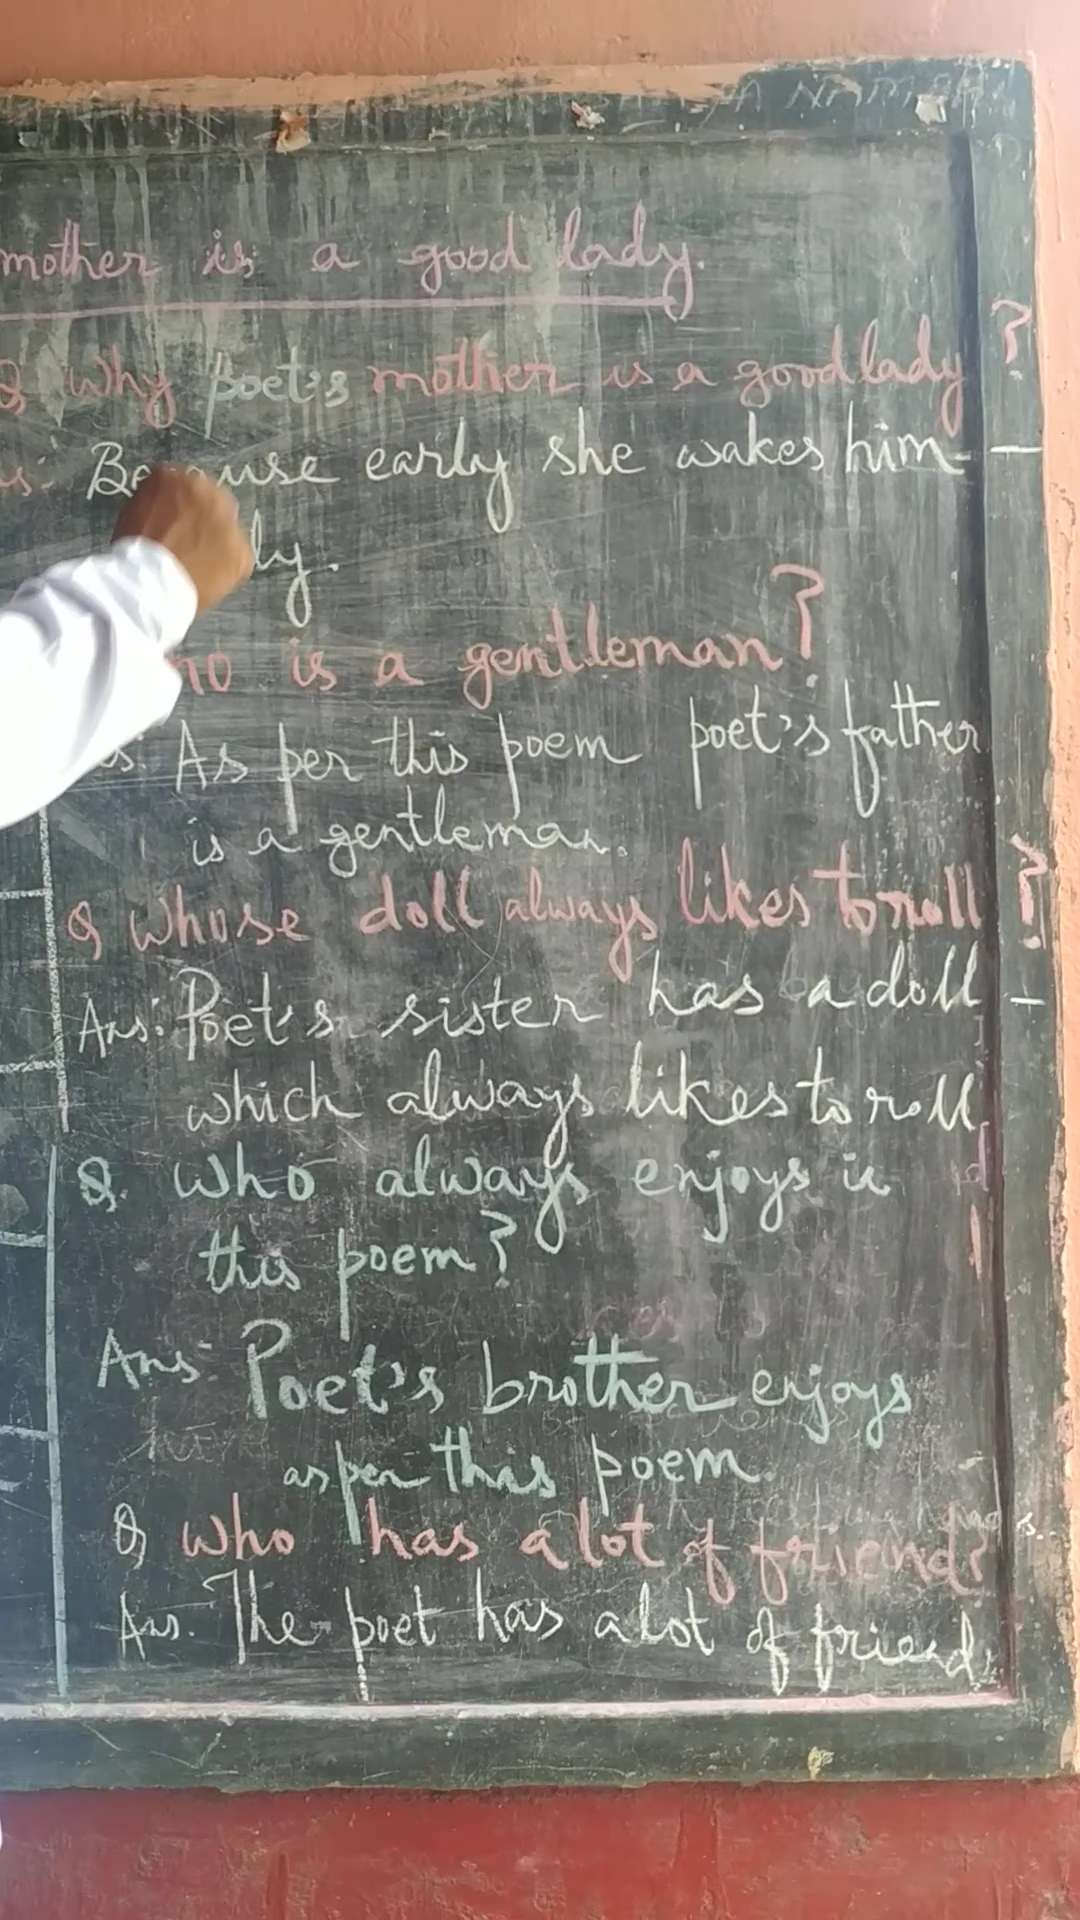 mother is a good lady.
Q Why poet's mother is a good lady ?
Because early she wakes him
ly.
is a gentleman?
As per this poem poet's father
is a gentleman.
Q Whose doll always likes to roll ?
Ans: Poet's sister has a doll
which always likes to roll
Q. Who always enjoys in
this poem?
Ans: Poet's brother enjoys
as per this poem.
Q Who has a lot of friend?
Ans. The poet has a lot of friend.